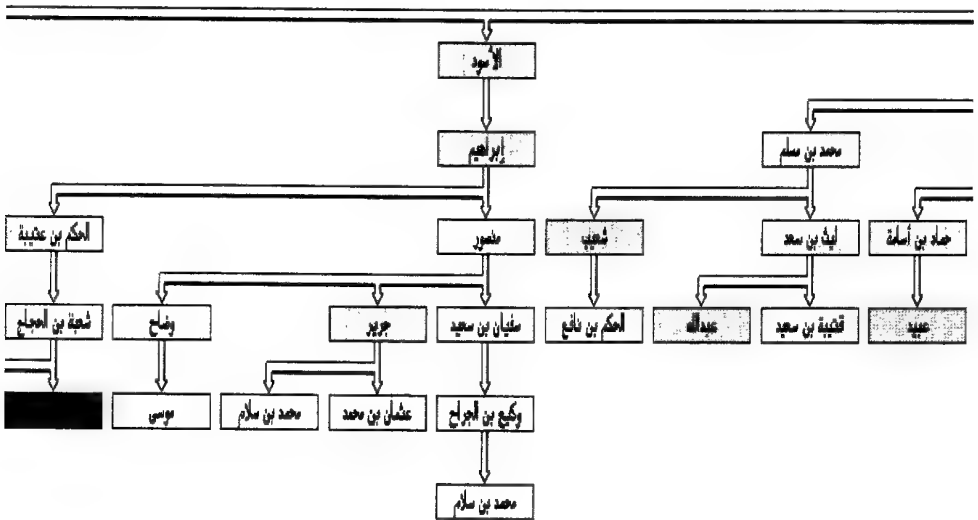 الأسود
إبراهيم
محمد بن مسلم
الحكم بن عتيبة
منصور
شعيب
ليث بن سعد
حماد بن أسامة
شعبة بن الحجاج
وضاح
جرير
سفيان بن سعيد
الحكم بن نافع
عبدالله
قتيبة بن سعيد
عبيد
موسى
محمد بن سلام
عثمان بن محمد
وكيع بن الجراح
محمد بن سلام